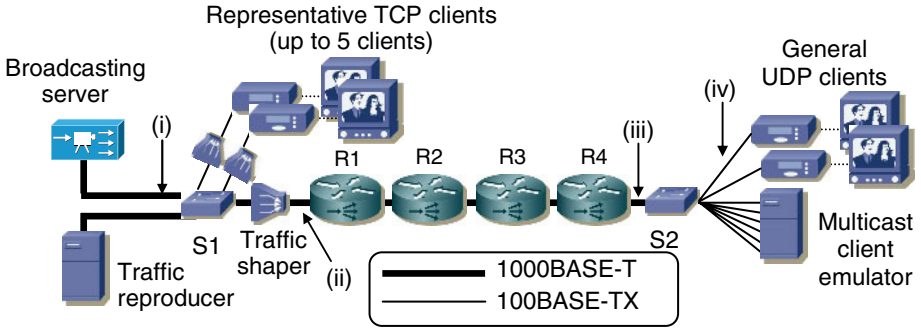 Representative TCP clients
(up to 5 clients)
Broadcasting
server
General
UDP clients
(i)
(iv)
(iii)
R1
R2
R3
R4
S1
Traffic
shaper
(ii)
S2
Traffic
reproducer
Multicast
client
emulator
1000BASE-T
100BASE-TX